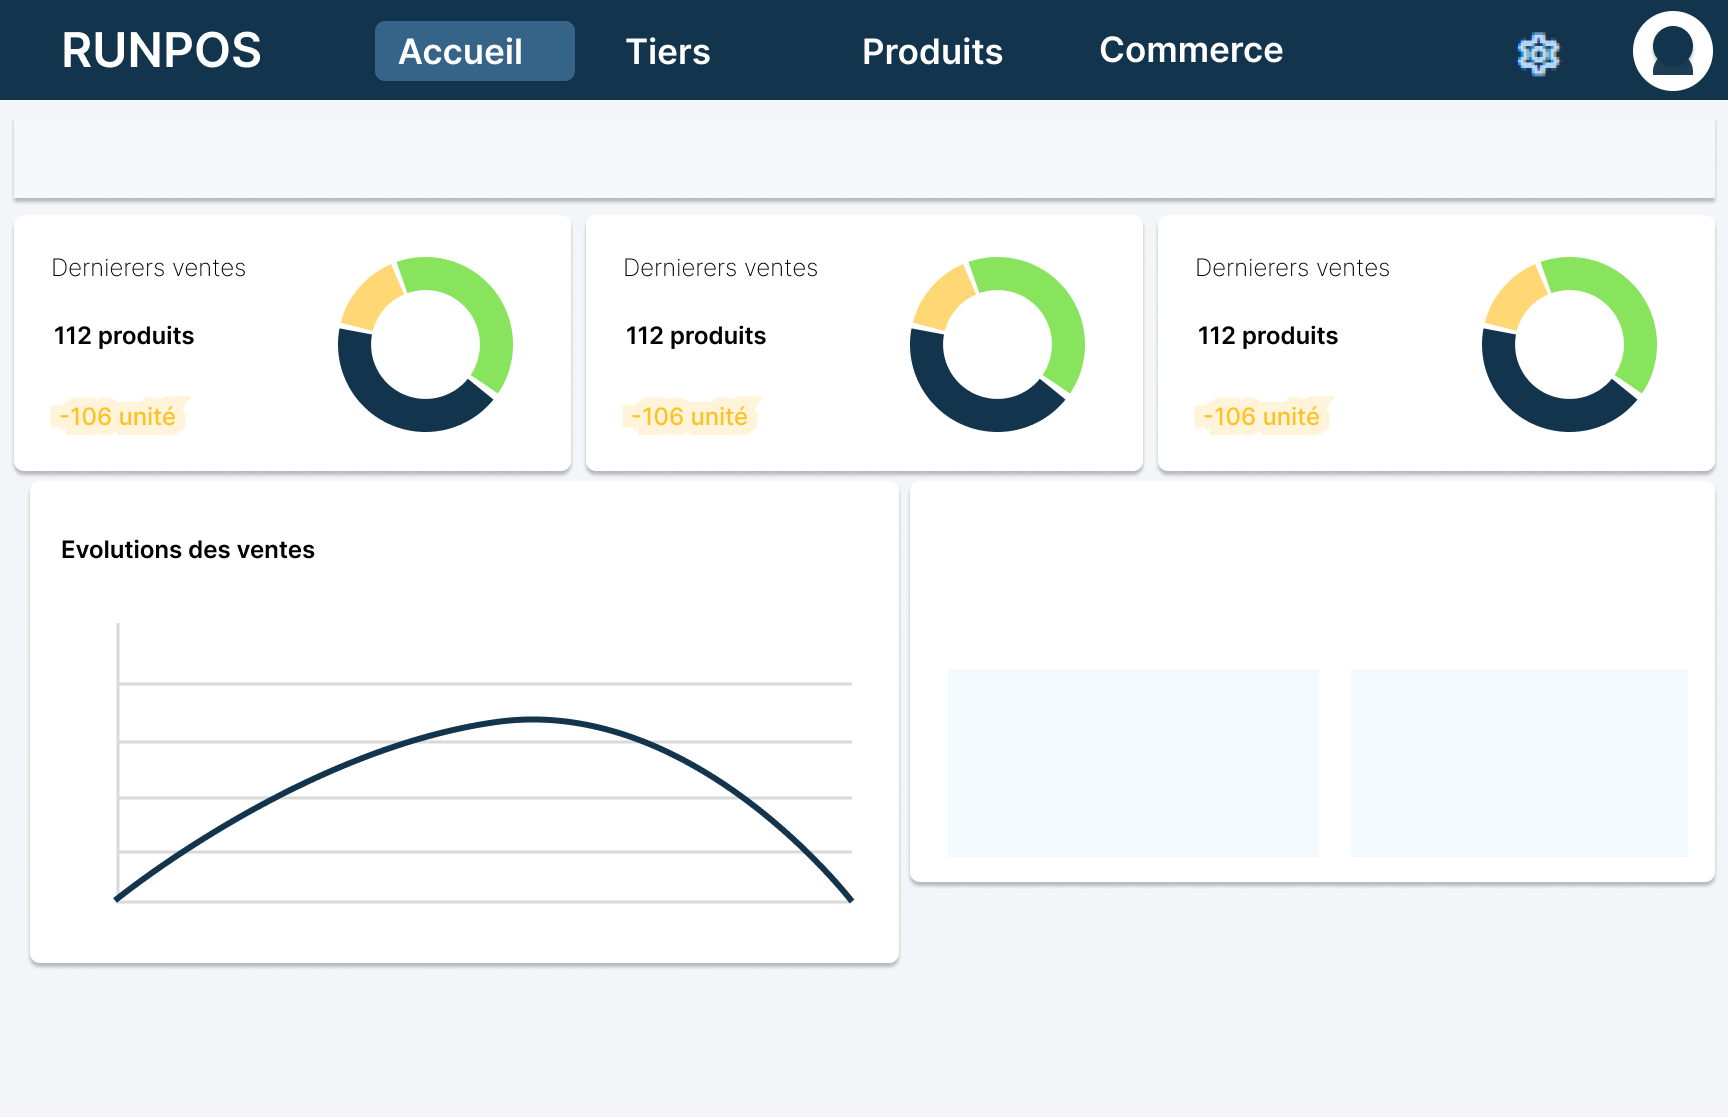 RUNPOS Accueil Tiers Produits Commerce
Dernierers ventes
112 produits
-106 unité
Dernierers ventes
112 produits
-106 unité
Dernierers ventes
112 produits
-106 unité
Evolutions des ventes